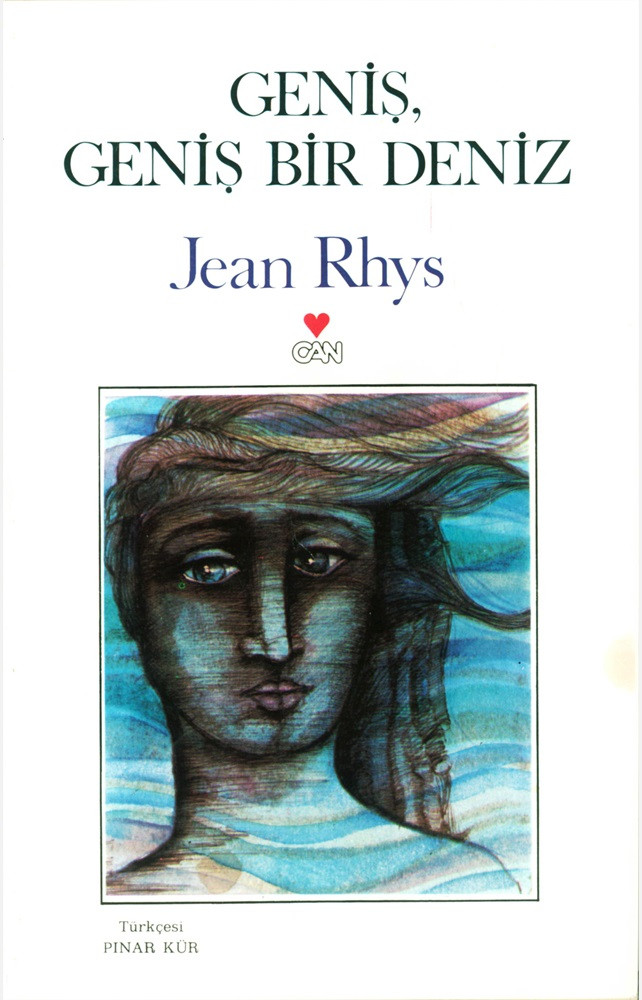 GENİŞ,
GENİŞ BİR DENİZ
Jean Rhys
CAN
Türkçesi
PINAR KÜR